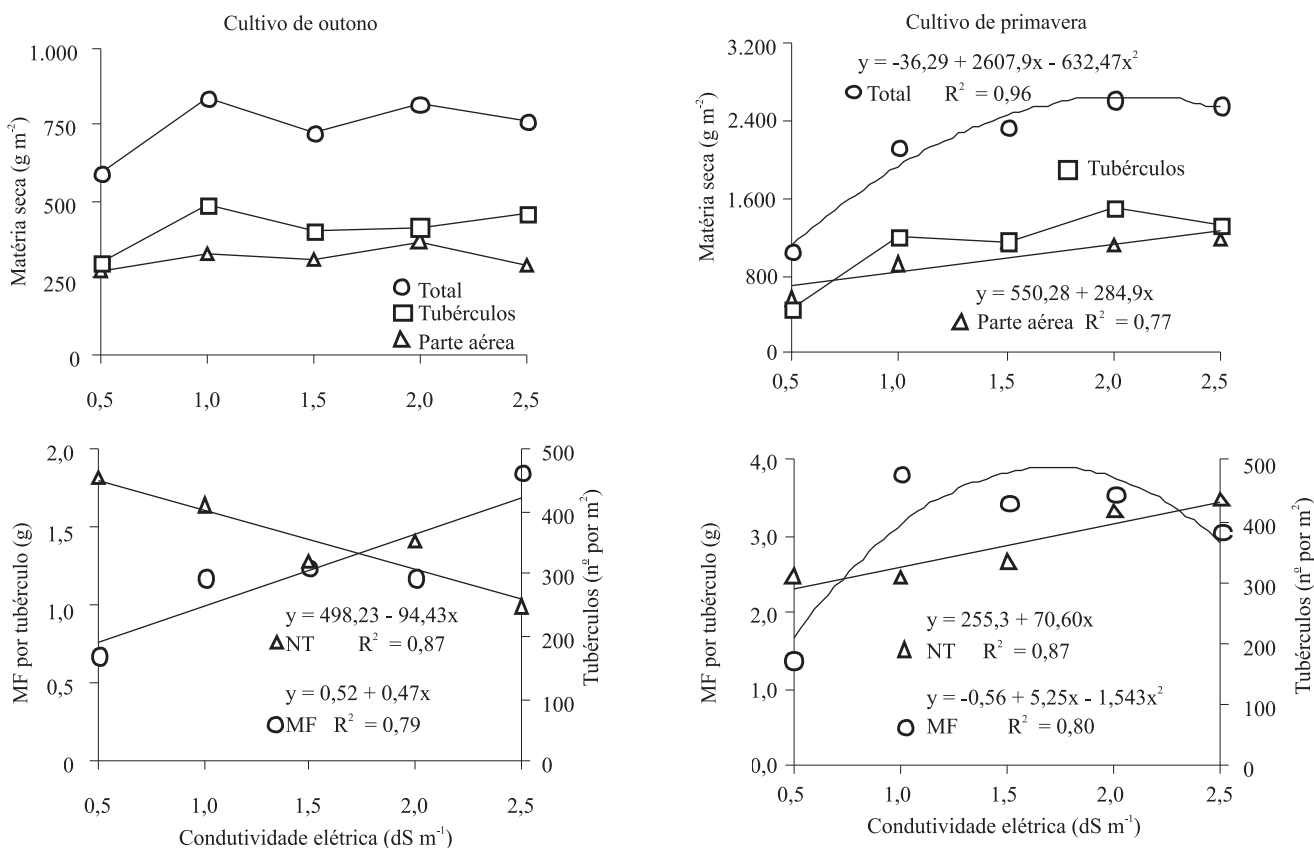 Cultivo de outono
1.000
750
500
250
0
Matéria seca (g m⁻²)
Total
Tubérculos
Parte aérea
0,5 1,0 1,5 2,0 2,5
Cultivo de primavera
3.200
2.400
1.600
800
0
Matéria seca (g m⁻²)
y = -36,29 + 2607,9x - 632,47x²
Total R² = 0,96
Tubérculos
y = 550,28 + 284,9x
Parte aérea R² = 0,77
0,5 1,0 1,5 2,0 2,5
2,0
1,5
1,0
0,5
0
MF por tubérculo (g)
y = 498,23 - 94,43x
NT R² = 0,87
y = 0,52 + 0,47x
MF R² = 0,79
500
400
300
200
100
0
Tubérculos (nº por m²)
0,5 1,0 1,5 2,0 2,5
Condutividade elétrica (dS m⁻¹)
4,0
3,0
2,0
1,0
0,0
MF por tubérculo (g)
y = 255,3 + 70,60x
NT R² = 0,87
y = -0,56 + 5,25x - 1,543x²
MF R² = 0,80
500
400
300
200
100
0
Tubérculos (nº por m²)
0,5 1,0 1,5 2,0 2,5
Condutividade elétrica (dS m⁻¹)